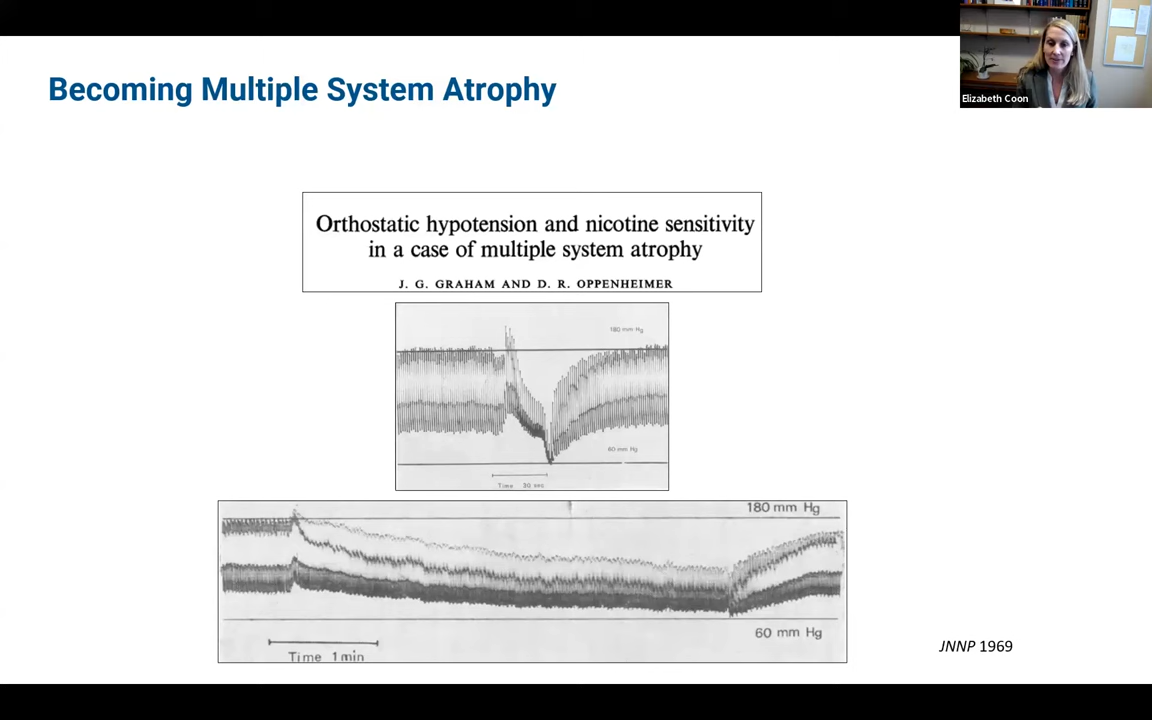 Becoming Multiple System Atrophy
Elizabeth Coon
Orthostatic hypotension and nicotine sensitivity
in a case of multiple system atrophy
J. G. GRAHAM AND D. R. OPPENHEIMER
180 mm Hg
60 mm Hg
Time 30 sec
180 mm Hg
60 mm Hg
Time 1 min
JNNP 1969